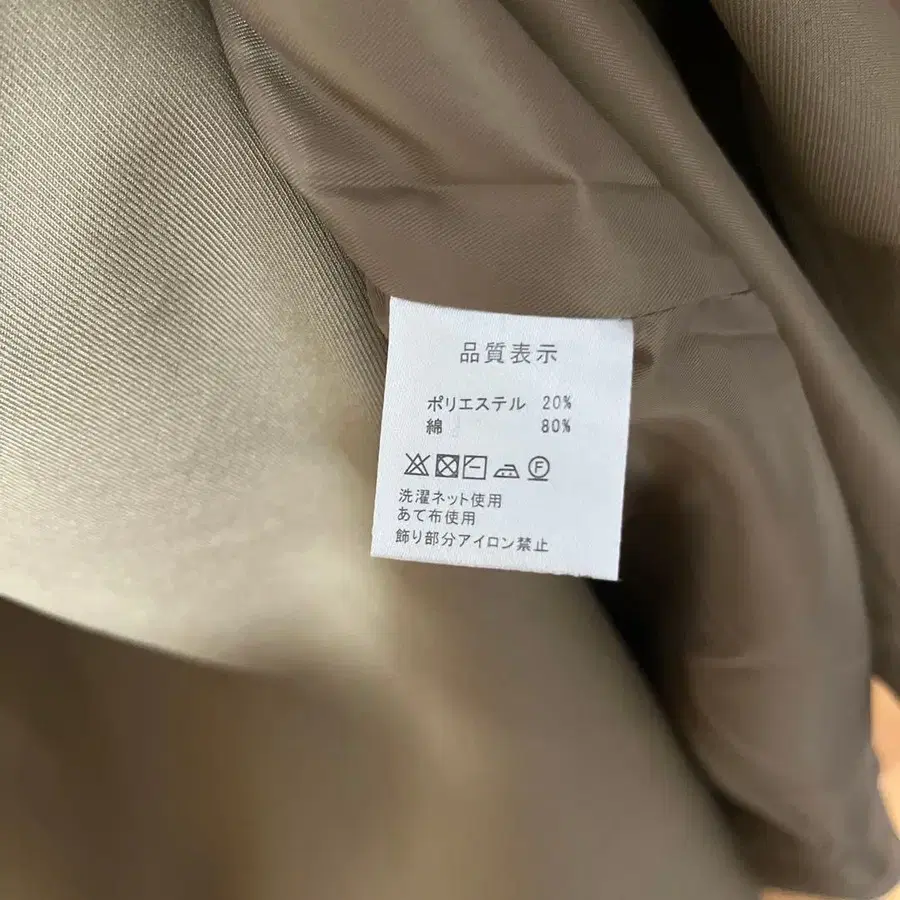 品質表示
ポリエステル 20%
綿 80%
F
洗濯ネット使用
あて布使用
飾り部分アイロン禁止